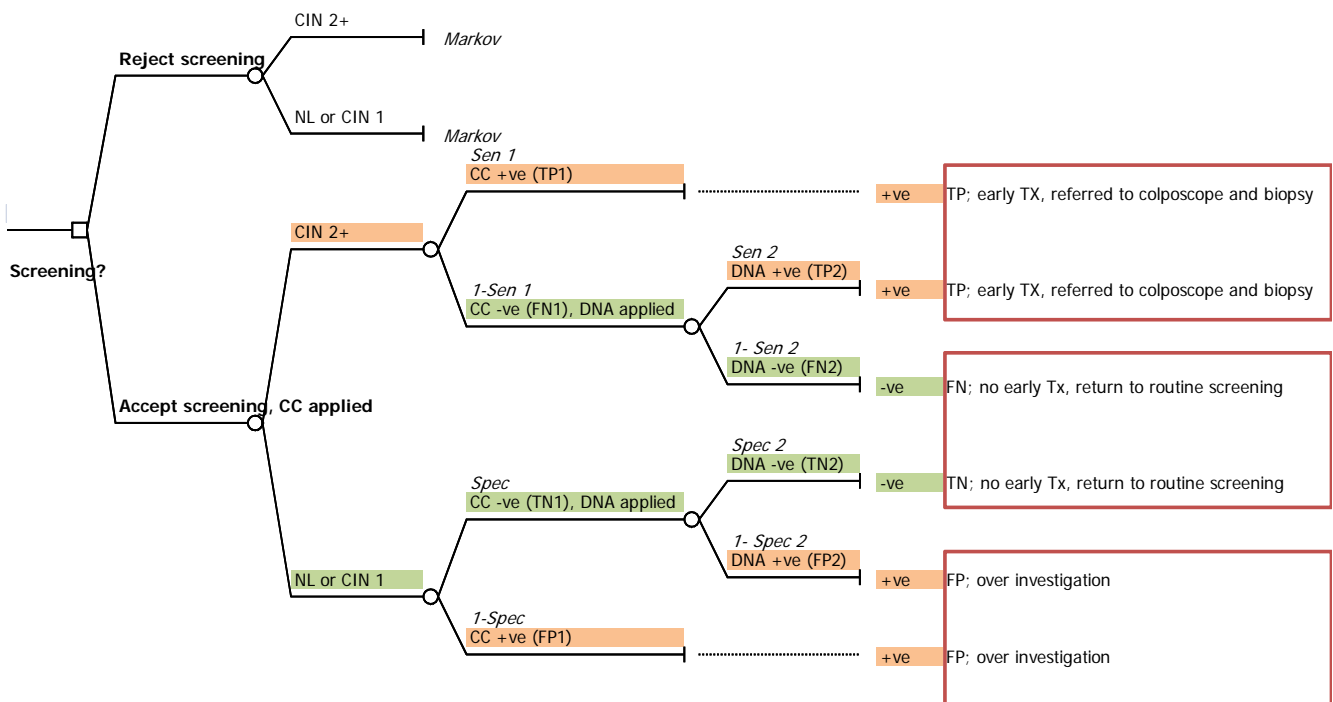 CIN 2+
Markov
Reject screening
NL or CIN 1
Markov
Sen 1
CC +ve (TP1)
+ve
TP; early TX, referred to colposcope and biopsy
CIN 2+
Sen 2
DNA +ve (TP2)
+ve
TP; early TX, referred to colposcope and biopsy
Screening?
1-Sen 1
CC -ve (FN1), DNA applied
1- Sen 2
DNA -ve (FN2)
-ve
FN; no early Tx, return to routine screening
Accept screening, CC applied
Spec 2
DNA -ve (TN2)
-ve
TN; no early Tx, return to routine screening
Spec
CC -ve (TN1), DNA applied
1- Spec 2
DNA +ve (FP2)
+ve
FP; over investigation
NL or CIN 1
1-Spec
CC +ve (FP1)
+ve
FP; over investigation